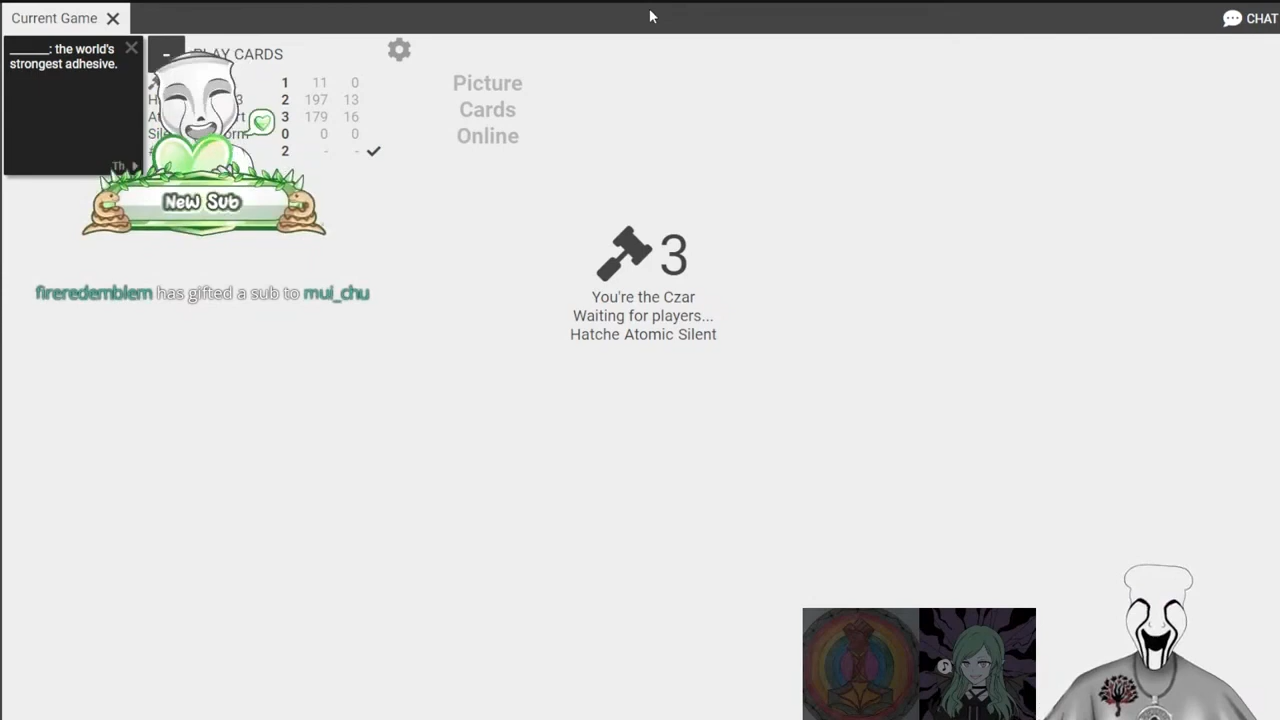 Current Game
CHAT
______: the world's
strongest adhesive.
- PLAY CARDS
1 11 0
2 197 13
3 179 16
0 0 0
2 - -
Th
Picture
Cards
Online
New Sub
fireredemblem has gifted a sub to mui_chu
3
You're the Czar
Waiting for players...
Hatche Atomic Silent